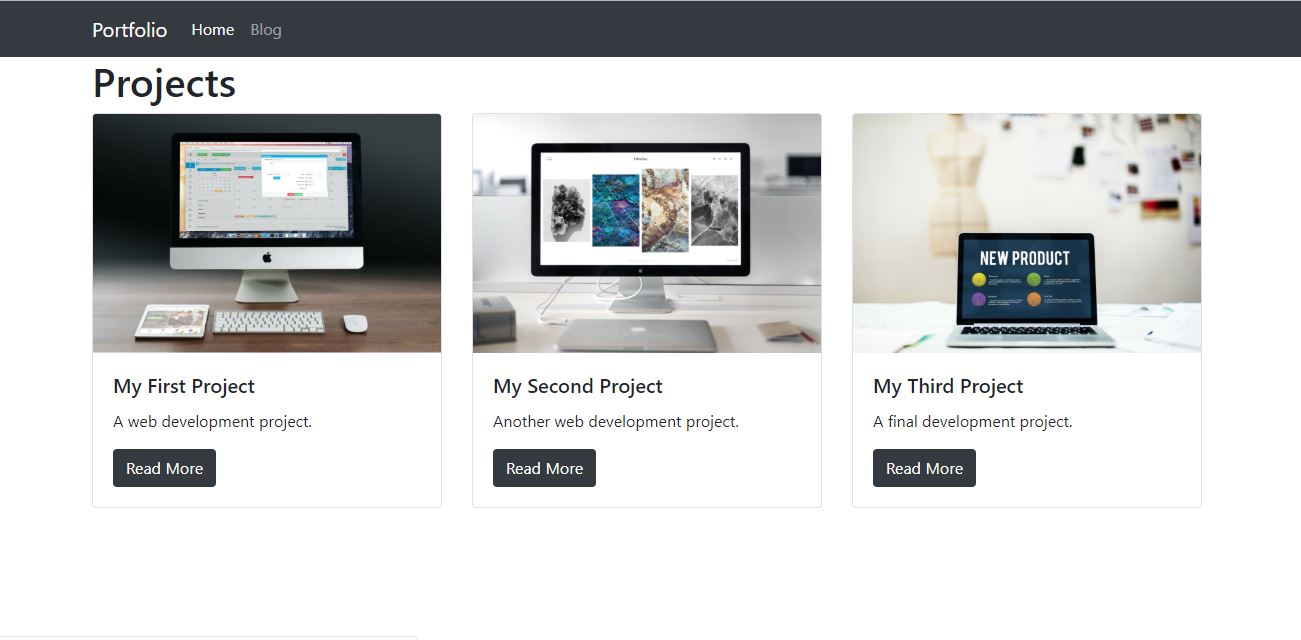 Portfolio Home Blog
Projects
NEW PRODUCT
My First Project
My Second Project
My Third Project
A web development project.
Another web development project.
A final development project.
Read More
Read More
Read More